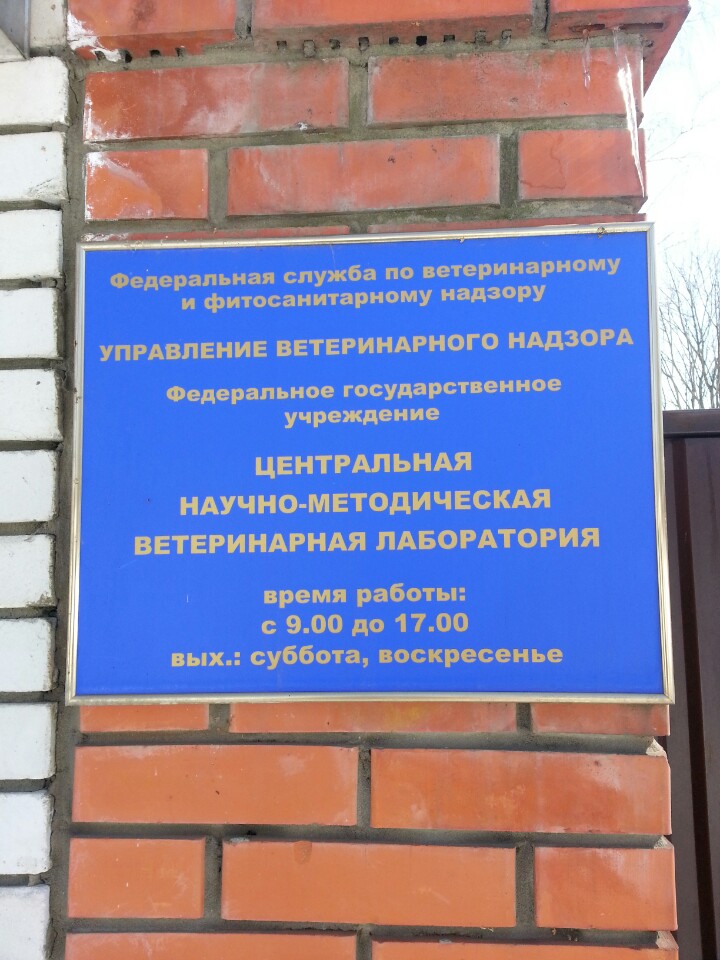 Федеральная служба по ветеринарному
и фитосанитарному надзору
УПРАВЛЕНИЕ ВЕТЕРИНАРНОГО НАДЗОРА
Федеральное государственное
учреждение
ЦЕНТРАЛЬНАЯ
НАУЧНО-МЕТОДИЧЕСКАЯ
ВЕТЕРИНАРНАЯ ЛАБОРАТОРИЯ
время работы:
с 9.00 до 17.00
вых.: суббота, воскресенье